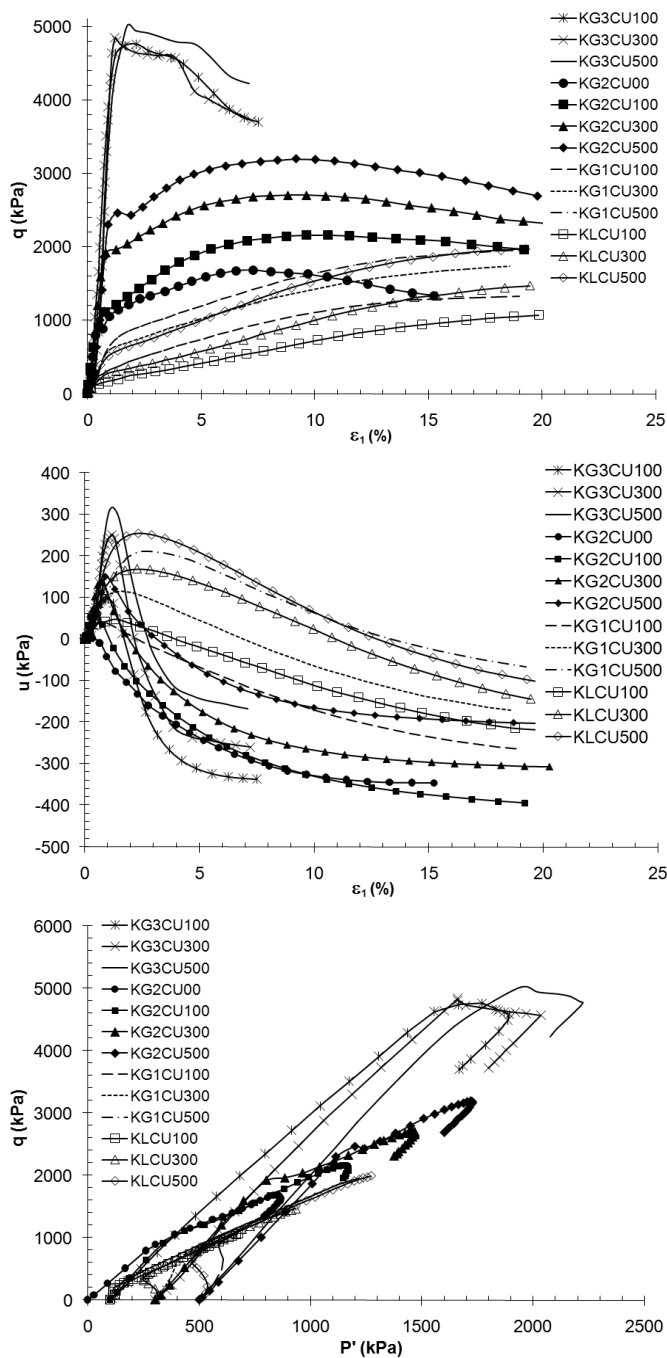 5000
4000
3000
2000
1000
0
q (kPa)
0
5
10
15
20
25
ε1 (%)
KG3CU100
KG3CU300
KG3CU500
KG2CU00
KG2CU100
KG2CU300
KG2CU500
KG1CU100
KG1CU300
KG1CU500
KLCU100
KLCU300
KLCU500
400
300
200
100
0
-100
-200
-300
-400
-500
u (kPa)
0
5
10
15
20
25
ε1 (%)
KG3CU100
KG3CU300
KG3CU500
KG2CU00
KG2CU100
KG2CU300
KG2CU500
KG1CU100
KG1CU300
KG1CU500
KLCU100
KLCU300
KLCU500
6000
5000
4000
3000
2000
1000
0
q (kPa)
0
500
1000
1500
2000
2500
P' (kPa)
KG3CU100
KG3CU300
KG3CU500
KG2CU00
KG2CU100
KG2CU300
KG2CU500
KG1CU100
KG1CU300
KG1CU500
KLCU100
KLCU300
KLCU500